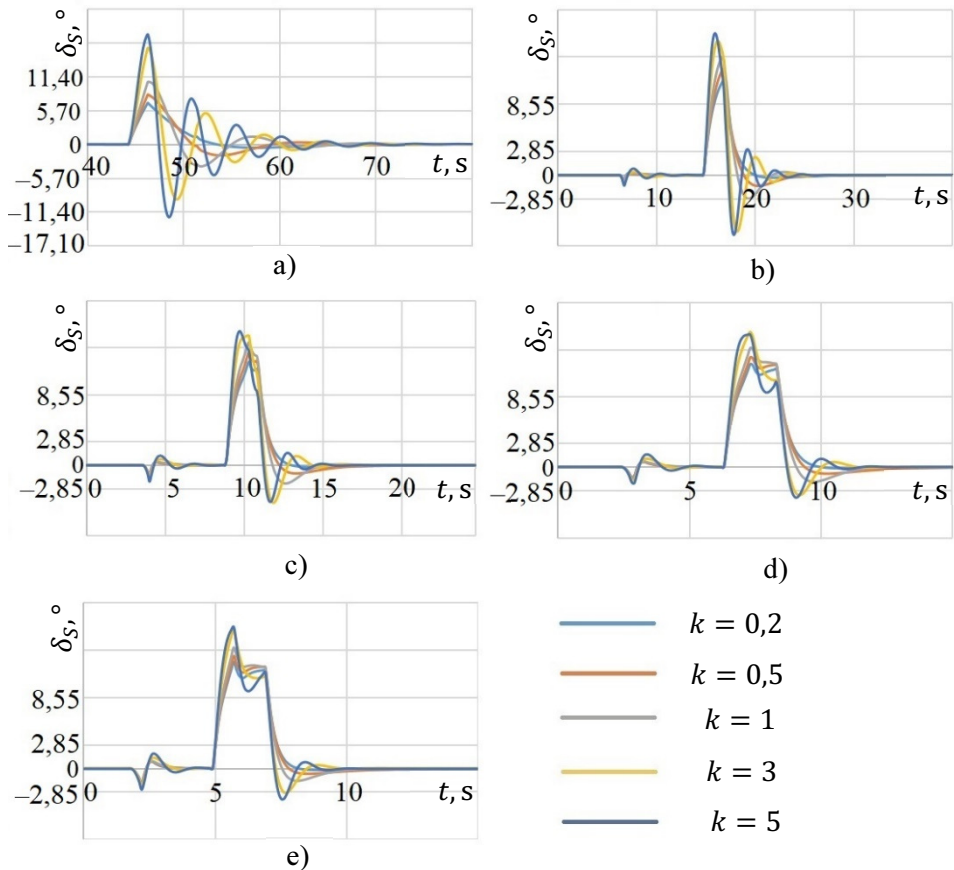 δS, °
11,40
5,70
0
–5,70
–11,40
–17,10
40 50 60 70 t, s
a)
δS, °
8,55
2,85
0
–2,85
0 10 20 30 t, s
b)
δS, °
8,55
2,85
0
–2,85
0 5 10 15 20 t, s
c)
δS, °
8,55
2,85
0
–2,85
0 5 10 t, s
d)
δS, °
8,55
2,85
0
–2,85
0 5 10 t, s
e)
k = 0,2
k = 0,5
k = 1
k = 3
k = 5